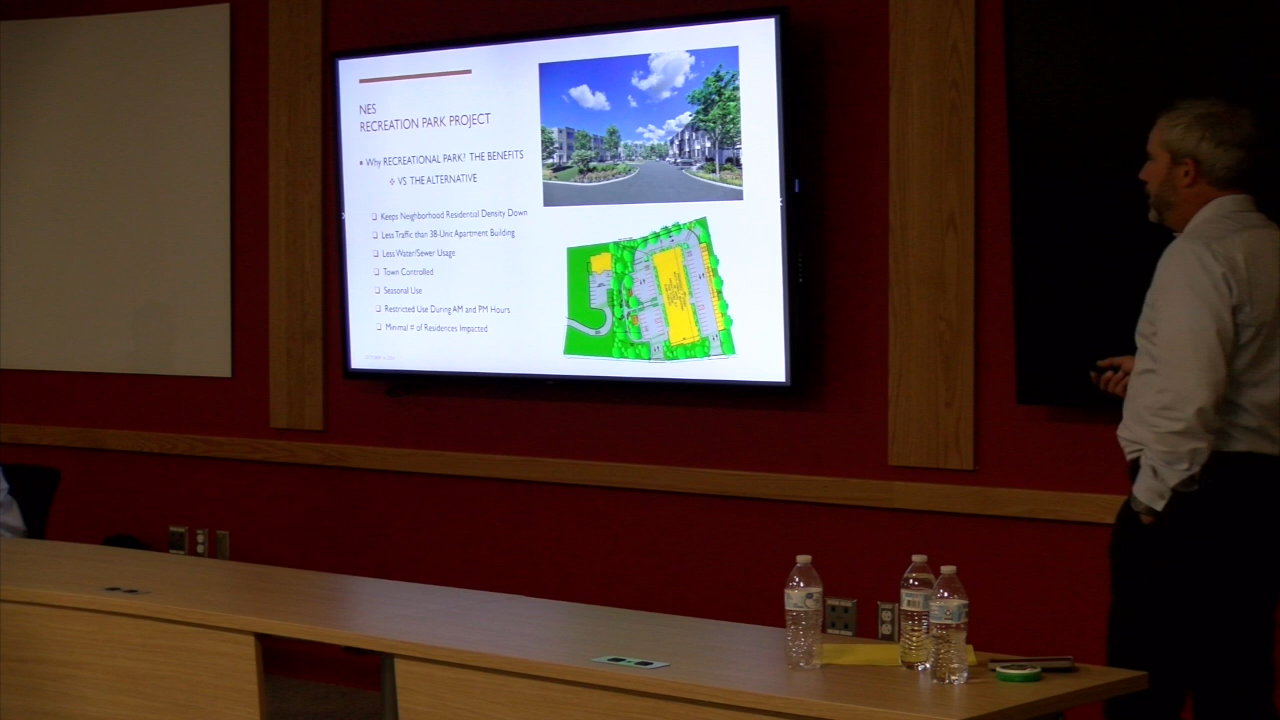 NES
RECREATION PARK PROJECT
Why RECREATIONAL PARK? THE BENEFITS
VS THE ALTERNATIVE
Keeps Neighborhood Residential Density Down
Less Traffic than 38-Unit Apartment Building
Less Water/Sewer Usage
Town Controlled
Seasonal Use
Restricted Use During AM and PM Hours
Minimal # of Residences Impacted